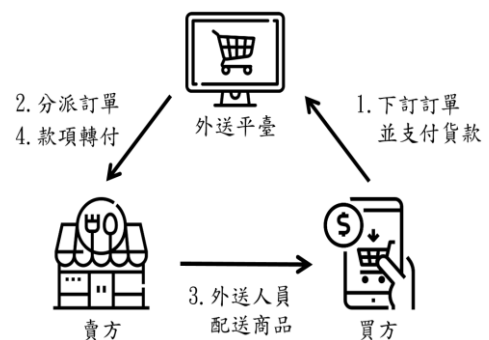 外送平臺
2.分派訂單
4.款項轉付
1.下訂訂單
並支付貨款
3.外送人員
配送商品
賣方
買方
$